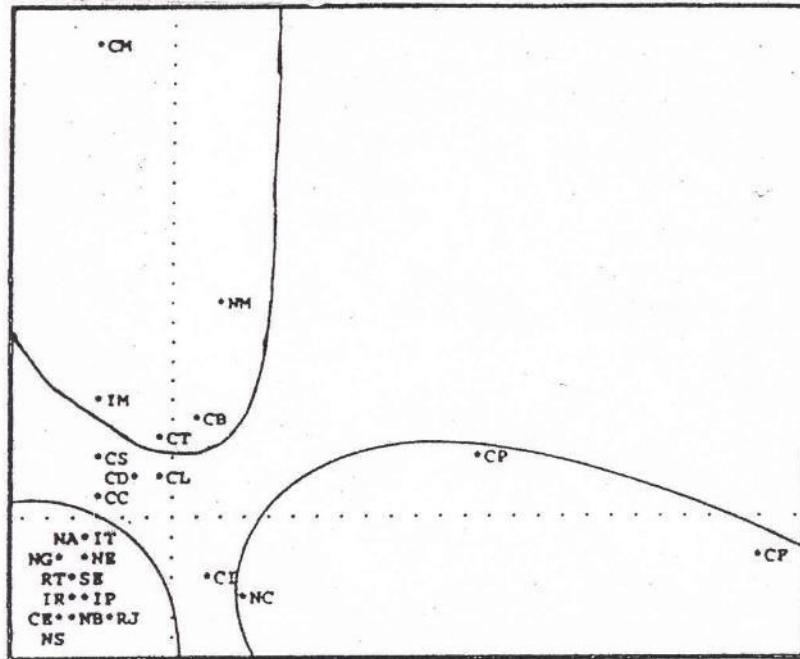 *CM
*NM
*IM
*CB
*CT
*CS
*CP
CD* *CL
*CC
NA*IT
NG* *NE
*CP
RT*SE
*CI
IR**IP
*NC
CE**NB*RJ
NS